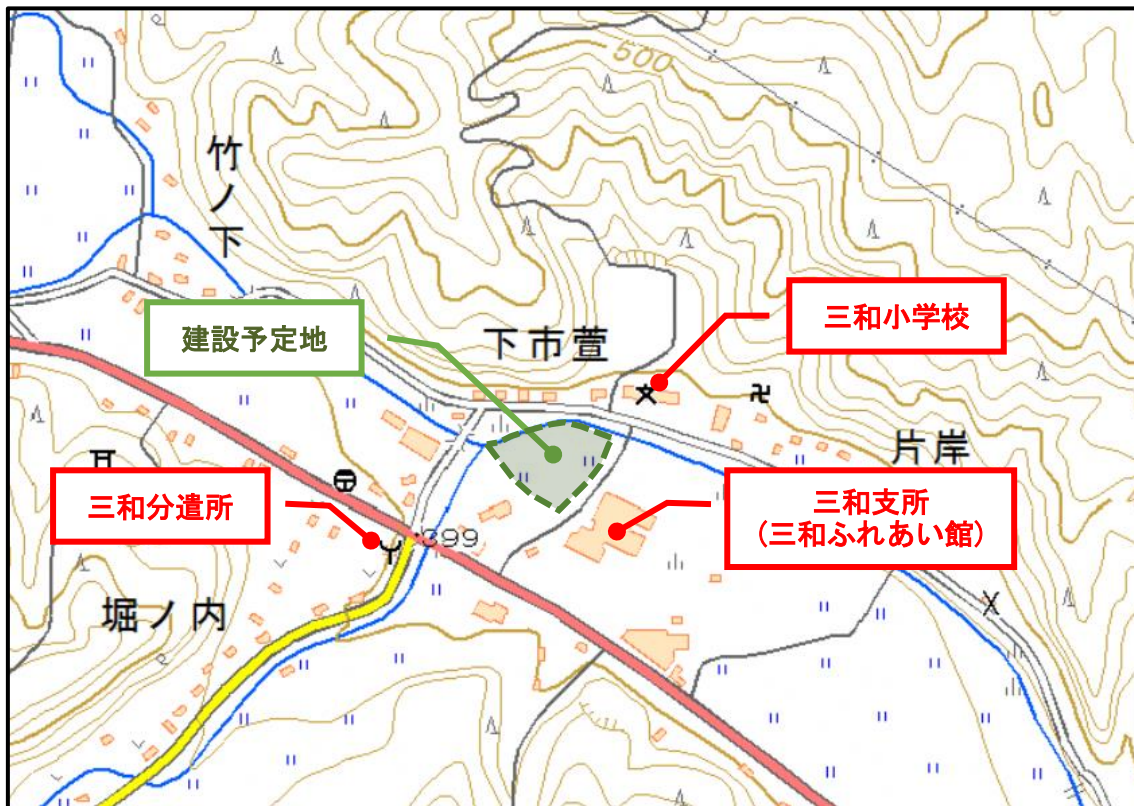 500
竹ノ下
建設予定地
下市萱
三和小学校
片岸
三和分遣所
399
三和支所
(三和ふれあい館)
堀ノ内